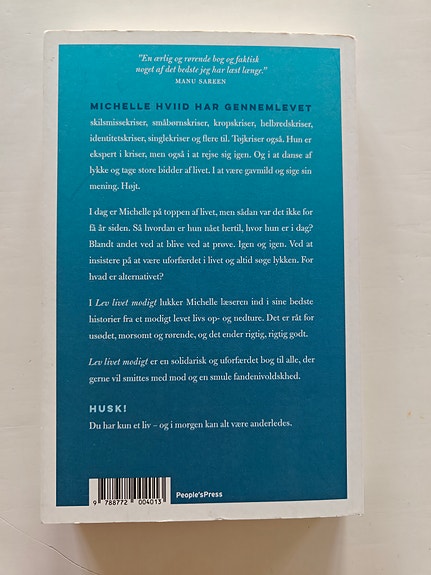 "En ærlig og rørende bog og faktisk
noget af det bedste jeg har læst længe."
MANU SAREEN
MICHELLE HVIID HAR GENNEMLEVET
skilsmissekriser, småbørnskriser, kropskriser, helbredskriser,
identitetskriser, singlekriser og flere til. Tøjkriser også. Hun er
ekspert i kriser, men også i at rejse sig igen. Og i at danse af
lykke og tage store bidder af livet. I at være gavmild og sige sin
mening. Højt.
I dag er Michelle på toppen af livet, men sådan var det ikke for
få år siden. Så hvordan er hun nået hertil, hvor hun er i dag?
Blandt andet ved at blive ved at prøve. Igen og igen. Ved at
insistere på at være uforfærdet i livet og altid søge lykken. For
hvad er alternativet?
I Lev livet modigt lukker Michelle læseren ind i sine bedste
historier fra et modigt levet livs op- og nedture. Det er råt for
usødet, morsomt og rørende, og det ender rigtig, rigtig godt.
Lev livet modigt er en solidarisk og uforfærdet bog til alle, der
gerne vil smittes med mod og en smule fandenivoldskhed.
HUSK!
Du har kun et liv – og i morgen kan alt være anderledes.
9 788772 004013
People'sPress